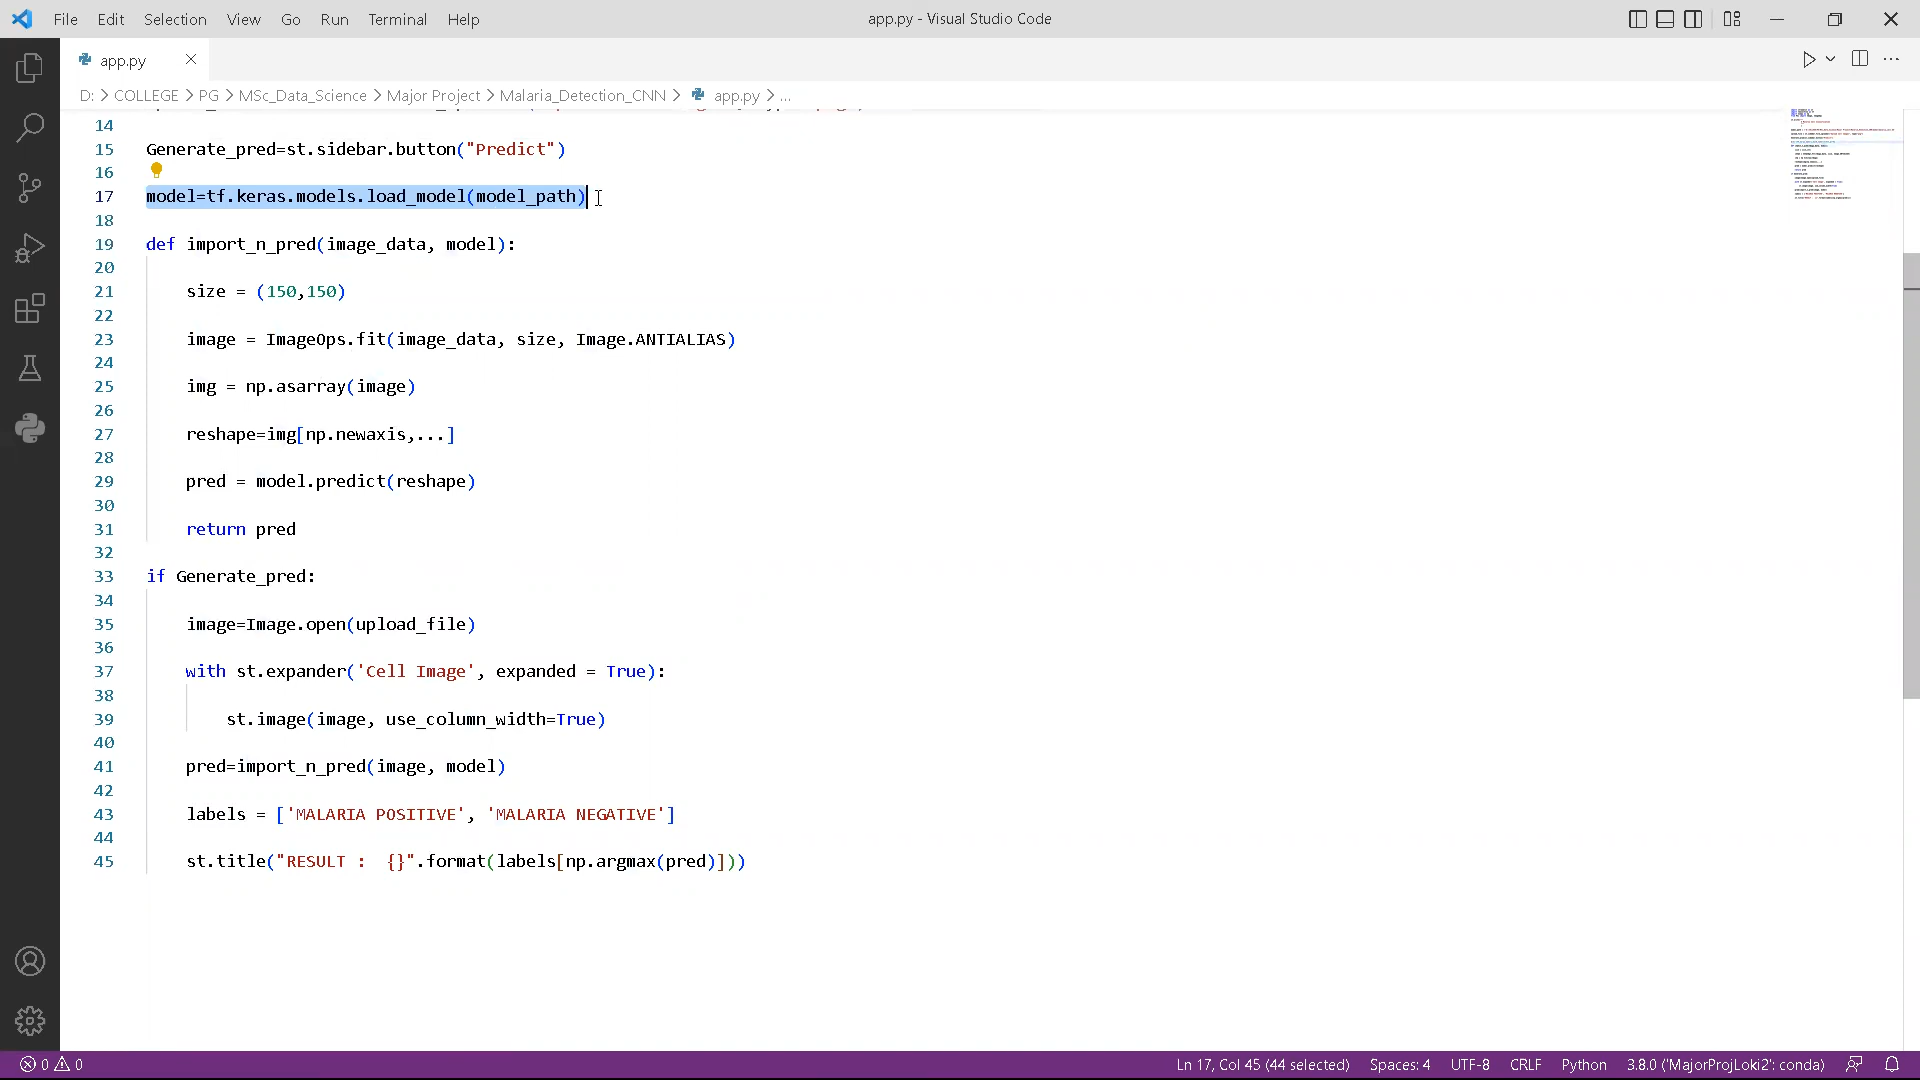 File Edit Selection View Go Run Terminal Help app.py - Visual Studio Code
app.py
D: > COLLEGE > PG > MSc_Data_Science > Major Project > Malaria_Detection_CNN > app.py > ...
14
15 Generate_pred=st.sidebar.button("Predict")
16
17 model=tf.keras.models.load_model(model_path)
18
19 def import_n_pred(image_data, model):
20
21 size = (150,150)
22
23 image = ImageOps.fit(image_data, size, Image.ANTIALIAS)
24
25 img = np.asarray(image)
26
27 reshape=img[np.newaxis,...]
28
29 pred = model.predict(reshape)
30
31 return pred
32
33 if Generate_pred:
34
35 image=Image.open(upload_file)
36
37 with st.expander('Cell Image', expanded = True):
38
39 st.image(image, use_column_width=True)
40
41 pred=import_n_pred(image, model)
42
43 labels = ['MALARIA POSITIVE', 'MALARIA NEGATIVE']
44
45 st.title("RESULT :  {}".format(labels[np.argmax(pred)]))
0 0 Ln 17, Col 45 (44 selected) Spaces: 4 UTF-8 CRLF Python 3.8.0 ('MajorProjLoki2': conda)